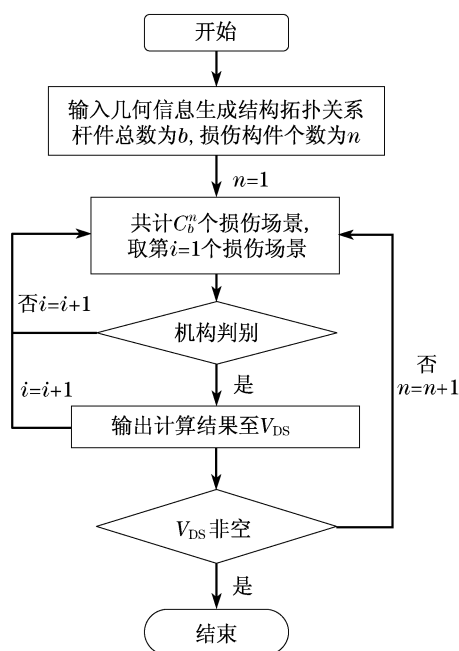 开始
输入几何信息生成结构拓扑关系
杆件总数为b,损伤构件个数为n
n=1
共计C_b^n个损伤场景,
取第i=1个损伤场景
否i=i+1
机构判别
是
否
n=n+1
i=i+1
输出计算结果至V_DS
V_DS非空
是
结束